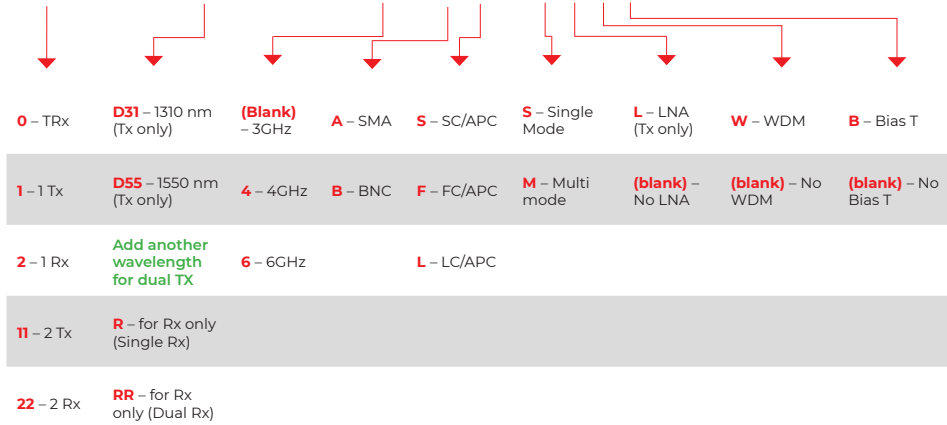 0 – TRx
D31 – 1310 nm
(Tx only)
(Blank)
– 3GHz
A – SMA
S – SC/APC
S – Single
Mode
L – LNA
(Tx only)
W – WDM
B – Bias T
1 – 1 Tx
D55 – 1550 nm
(Tx only)
4 – 4GHz
B – BNC
F – FC/APC
M – Multi
mode
(blank) –
No LNA
(blank) – No
WDM
(blank) – No
Bias T
2 – 1 Rx
Add another
wavelength
for dual TX
6 – 6GHz
L – LC/APC
11 – 2 Tx
R – for Rx only
(Single Rx)
22 – 2 Rx
RR – for Rx
only (Dual Rx)